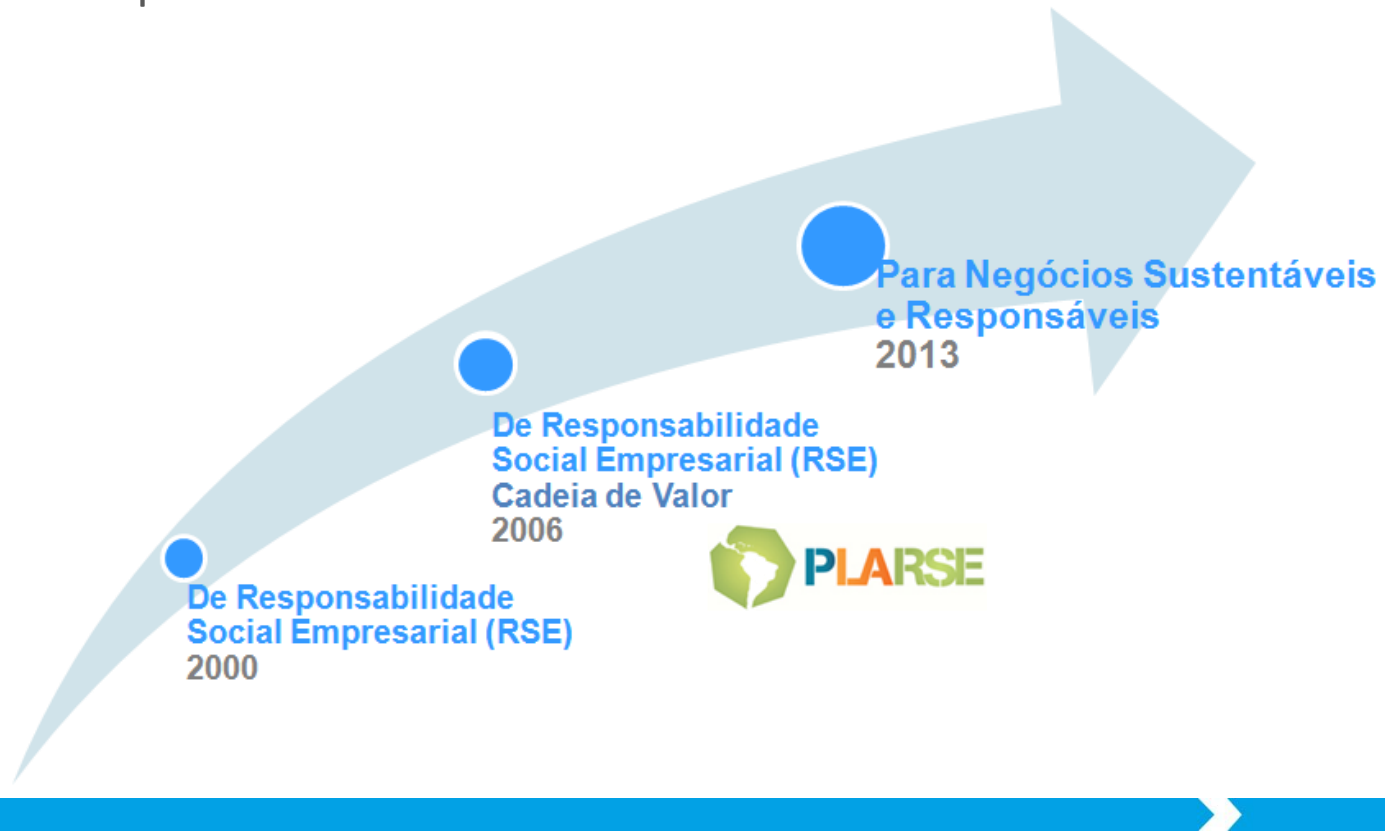 De Responsabilidade
Social Empresarial (RSE)
2000
De Responsabilidade
Social Empresarial (RSE)
Cadeia de Valor
2006
PLARSE
Para Negócios Sustentáveis
e Responsáveis
2013